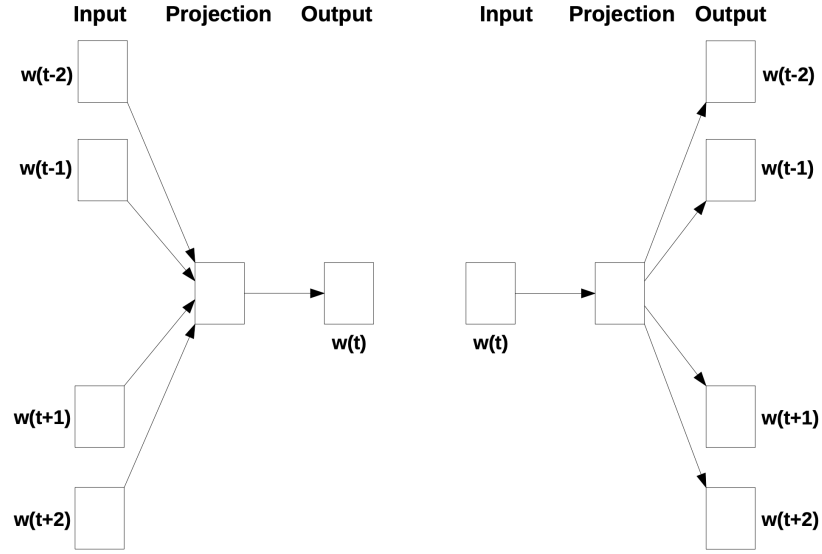 Input Projection Output
w(t-2)
w(t-1)
w(t)
w(t+1)
w(t+2)
Input Projection Output
w(t-2)
w(t-1)
w(t)
w(t+1)
w(t+2)